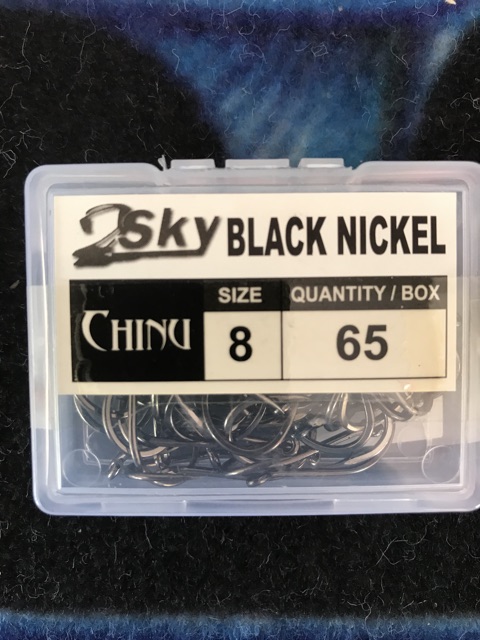 2Sky BLACK NICKEL
SIZE QUANTITY / BOX
CHINU 8 65